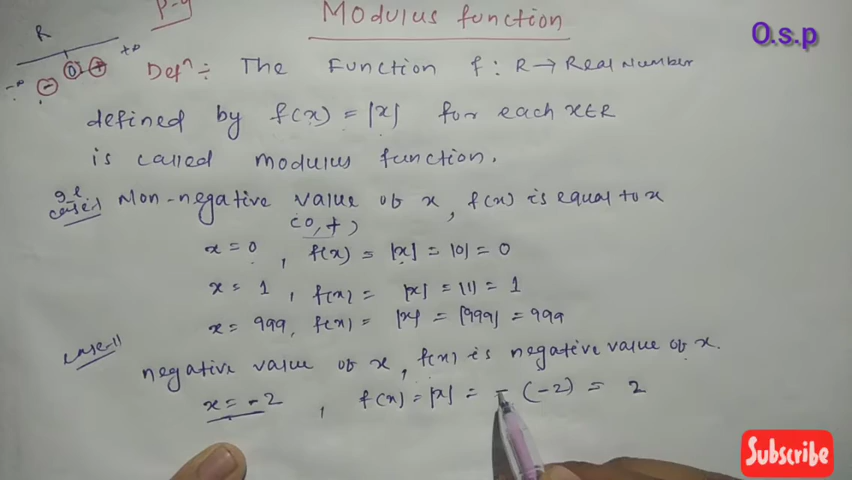 P-9
Modulus function
O.s.p
R
-∞ - 0 + +∞
Defⁿ ÷ The Function f : R → Real Number
defined by f(x) = |x| for each x∈R
is called modulus function.
case-I Non-negative value of x, f(x) is equal to x
(0,+)
x = 0, f(x) = |x| = |0| = 0
x = 1, f(x) = |x| = |1| = 1
x = 999, f(x) = |x| = |999| = 999
case-II
negative value of x, f(x) is negative value of x.
x = -2, f(x) = |x| = - (-2) = 2
Subscribe